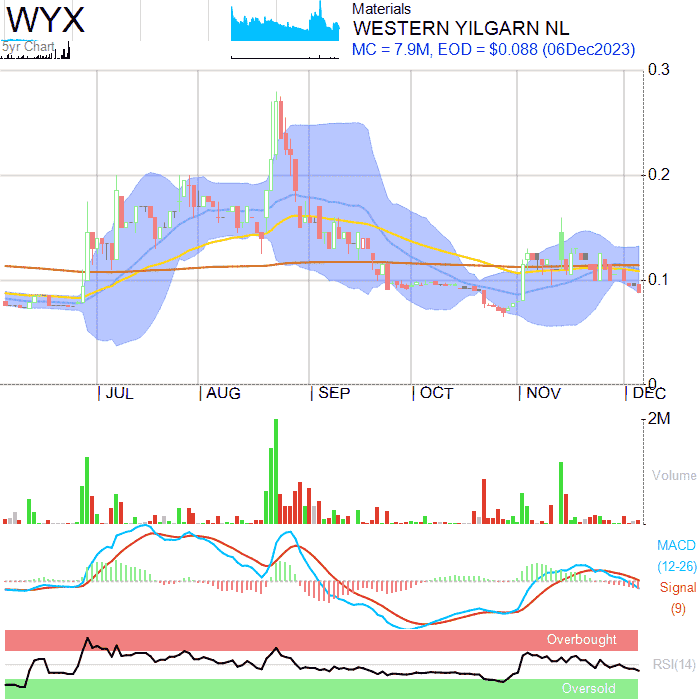 WYX
5yr Chart
Materials
WESTERN YILGARN NL
MC = 7.9M, EOD = $0.088 (06Dec2023)
0.3
0.2
0.1
0
JUL AUG SEP OCT NOV DEC
2M
Volume
MACD
(12-26)
Signal
(9)
Overbought
RSI(14)
Oversold